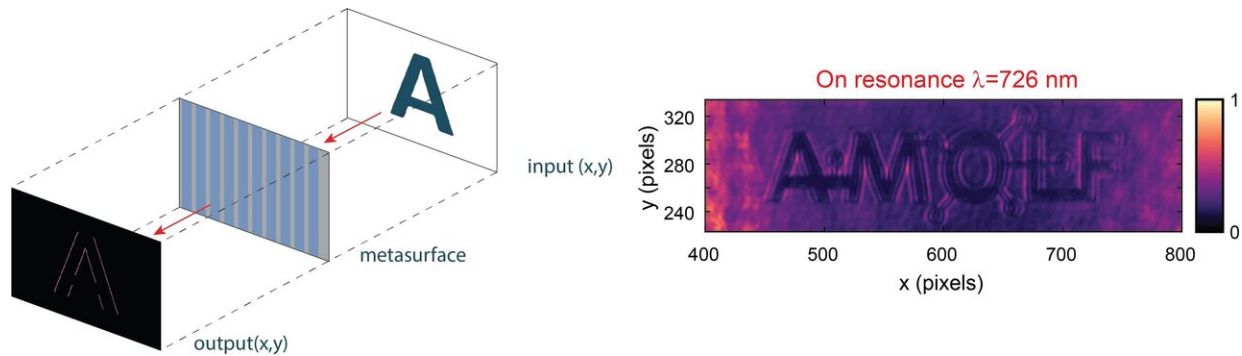 A
input (x,y)
metasurface
output(x,y)
A
On resonance λ=726 nm
1
0
AMOLF
y (pixels)
320
280
240
400
500
600
700
800
x (pixels)